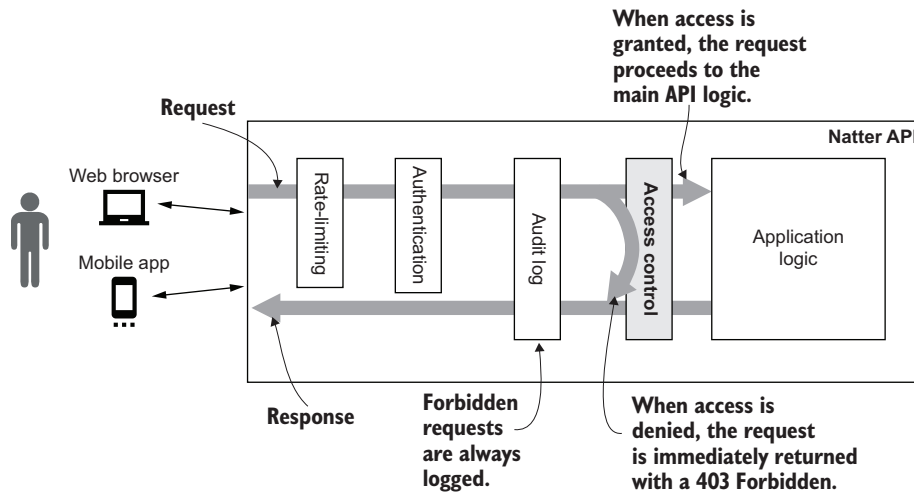 When access is
granted, the request
proceeds to the
main API logic.
Request
Natter API
Web browser
Mobile app
Rate-limiting
Authentication
Audit log
Access control
Application
logic
Response
Forbidden
requests
are always
logged.
When access is
denied, the request
is immediately returned
with a 403 Forbidden.